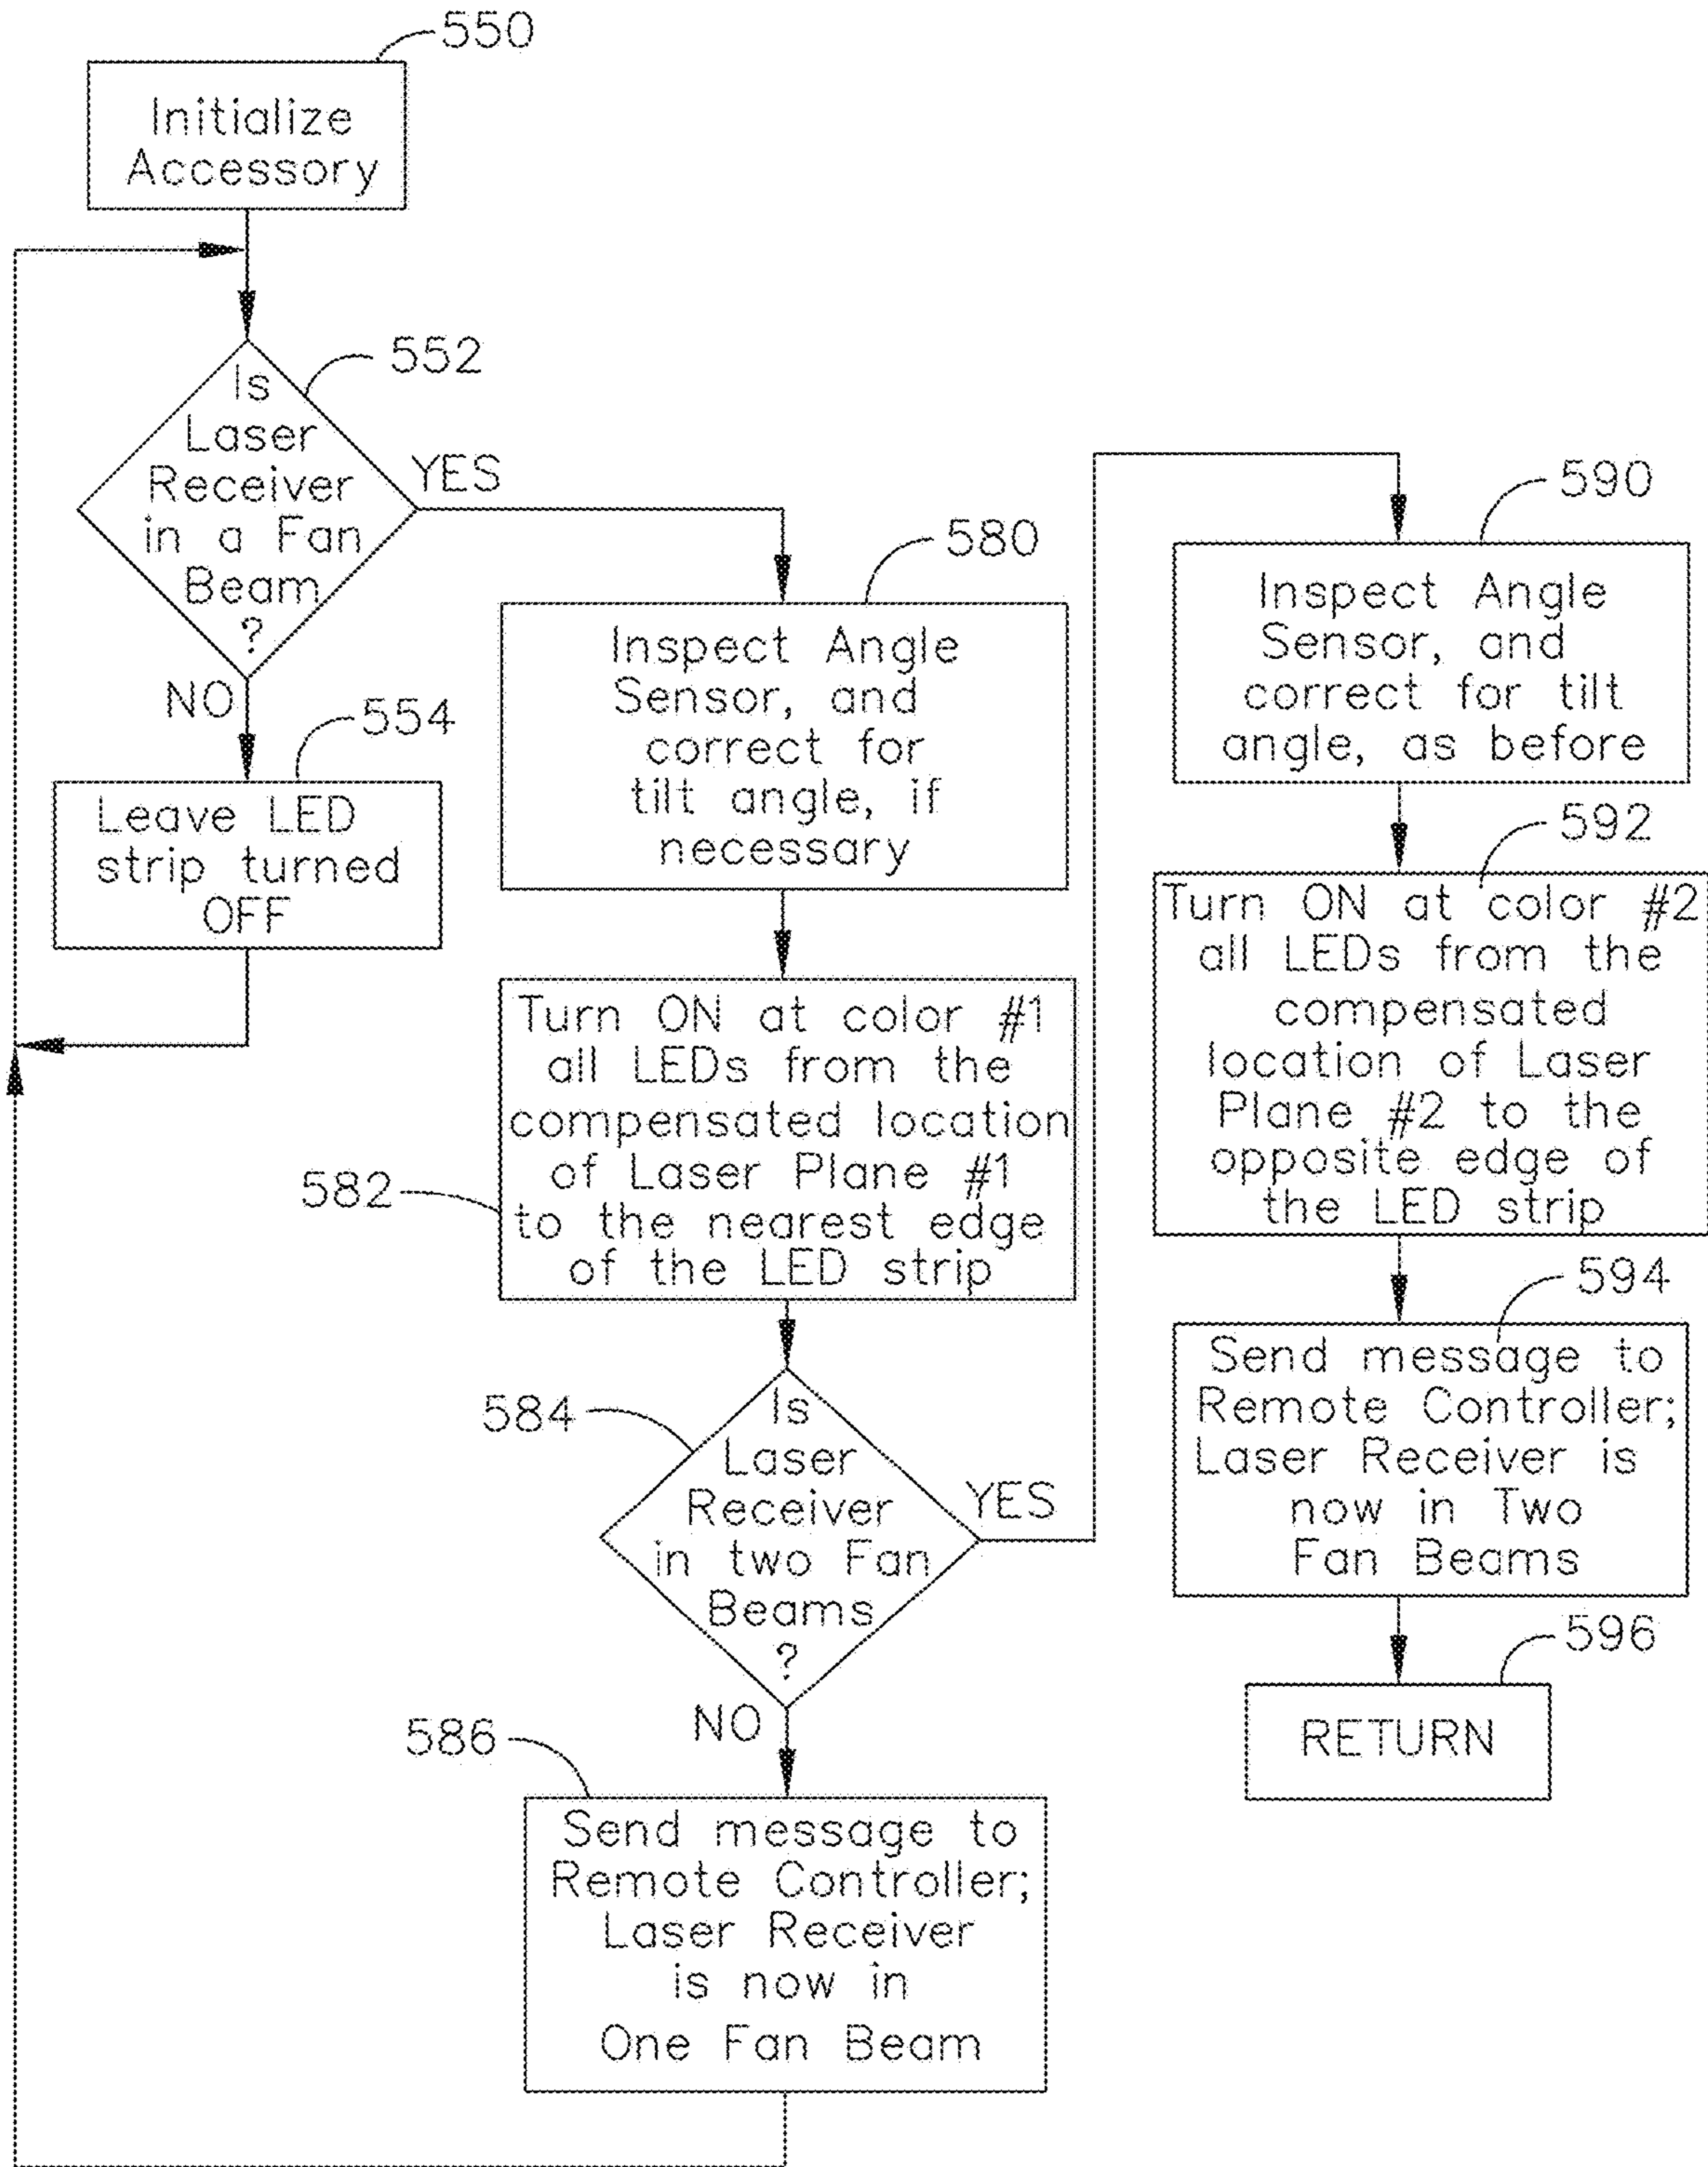 550
Initialize
Accessory
552
Is
Laser
Receiver
in a Fan
Beam
?
YES
NO
554
Leave LED
strip turned
OFF
580
Inspect Angle
Sensor, and
correct for
tilt angle, if
necessary
582
Turn ON at color #1
all LEDs from the
compensated location
of Laser Plane #1
to the nearest edge
of the LED strip
584
Is
Laser
Receiver
in two Fan
Beams
?
YES
NO
586
Send message to
Remote Controller;
Laser Receiver
is now in
One Fan Beam
590
Inspect Angle
Sensor, and
correct for tilt
angle, as before
592
Turn ON at color #2
all LEDs from the
compensated
location of Laser
Plane #2 to the
opposite edge of
the LED strip
594
Send message to
Remote Controller;
Laser Receiver is
now in Two
Fan Beams
596
RETURN